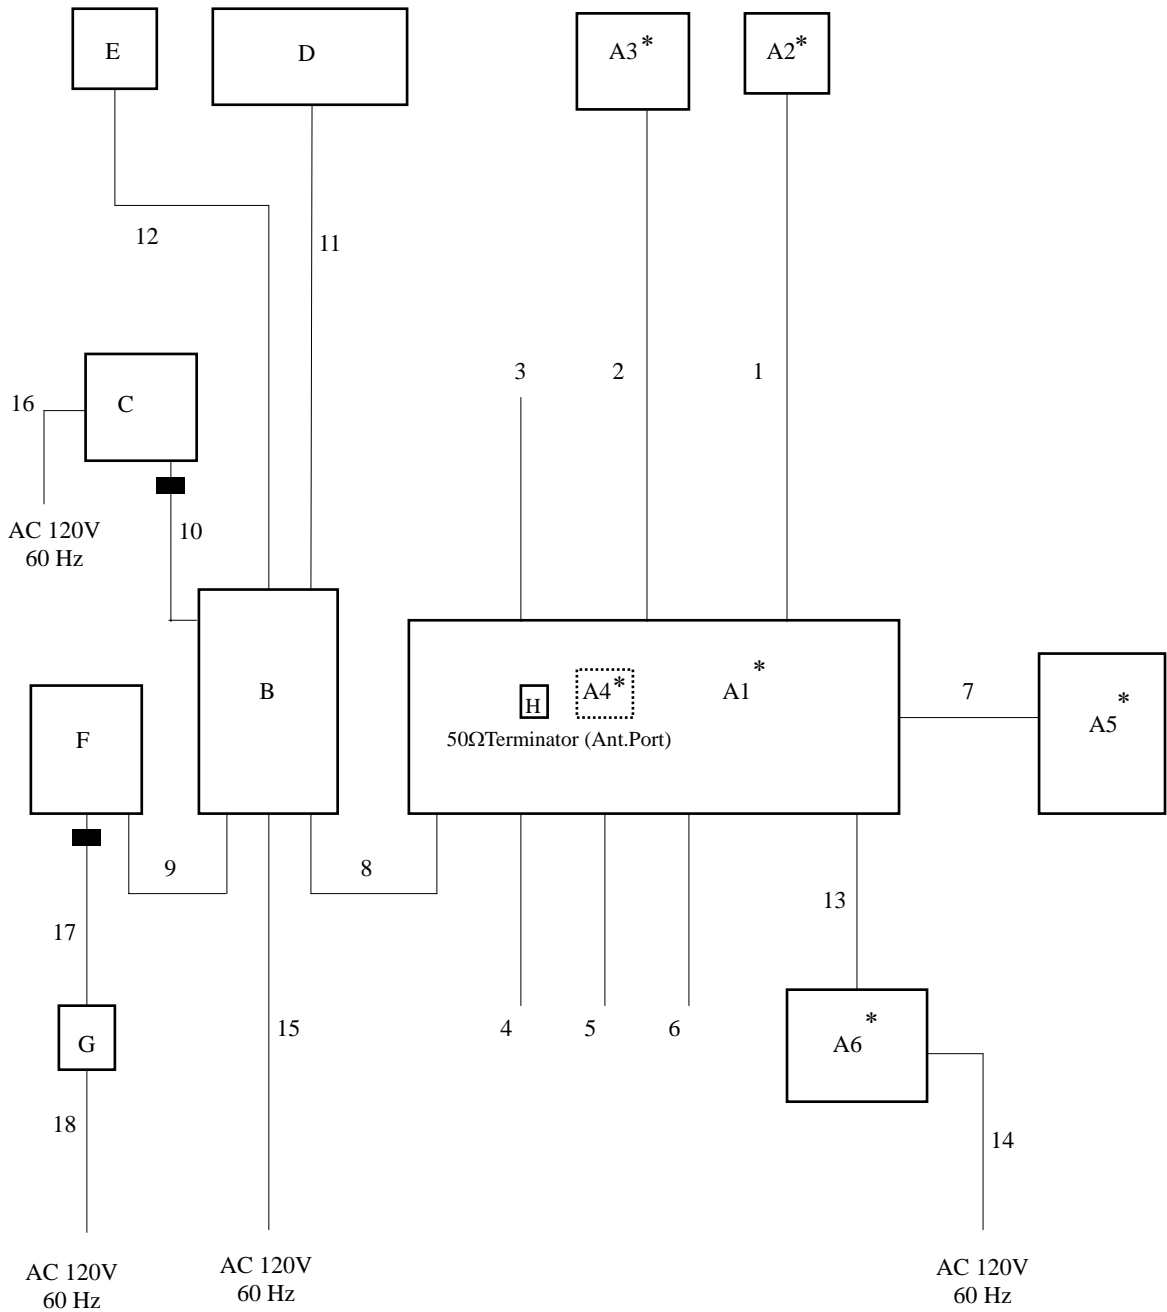 E
D
A3*
A2*
12
11
3
2
1
16
C
AC 120V
60 Hz
10
B
A4*
A1*
H
50ΩTerminator (Ant.Port)
7
A5*
F
9
8
13
17
G
15
4
5
6
A6*
18
14
AC 120V
60 Hz
AC 120V
60 Hz
AC 120V
60 Hz